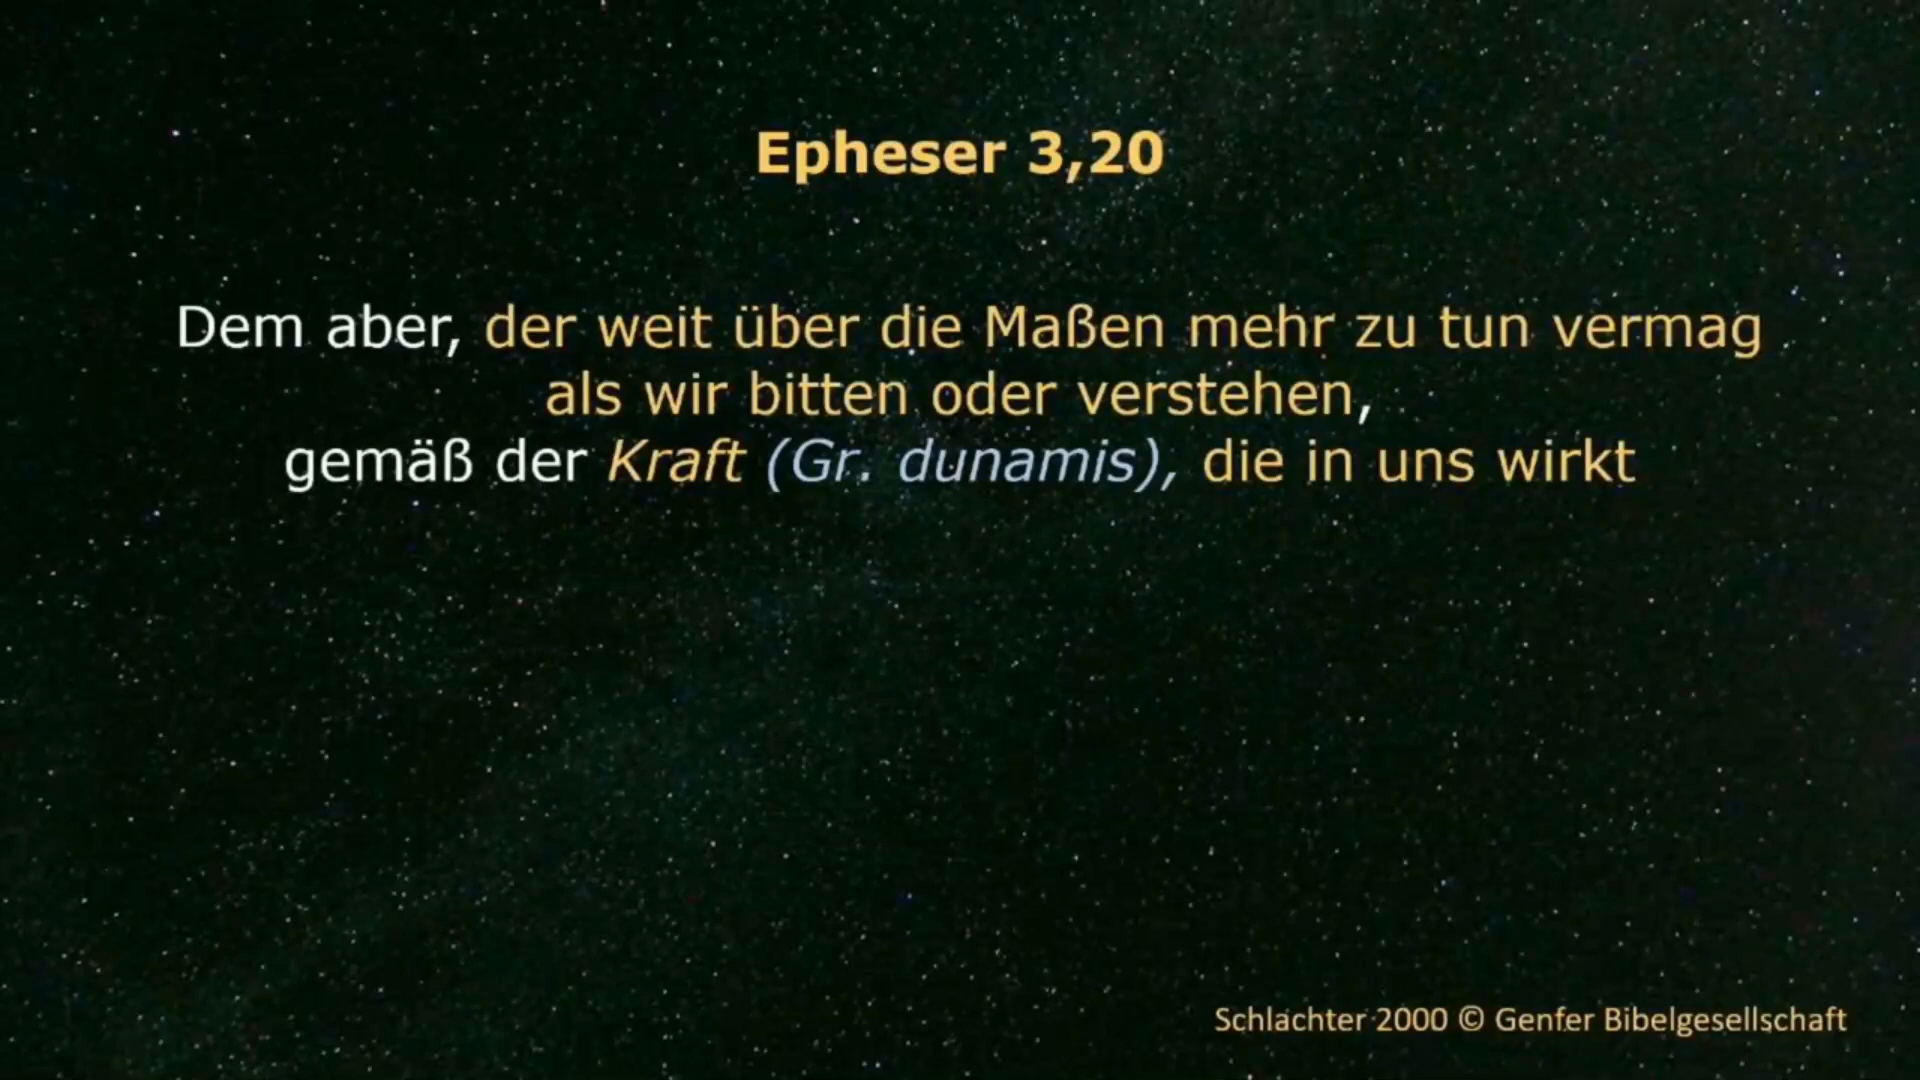 Epheser 3,20
Dem aber, der weit über die Maßen mehr zu tun vermag
als wir bitten oder verstehen,
gemäß der Kraft (Gr. dunamis), die in uns wirkt
Schlachter 2000 © Genfer Bibelgesellschaft